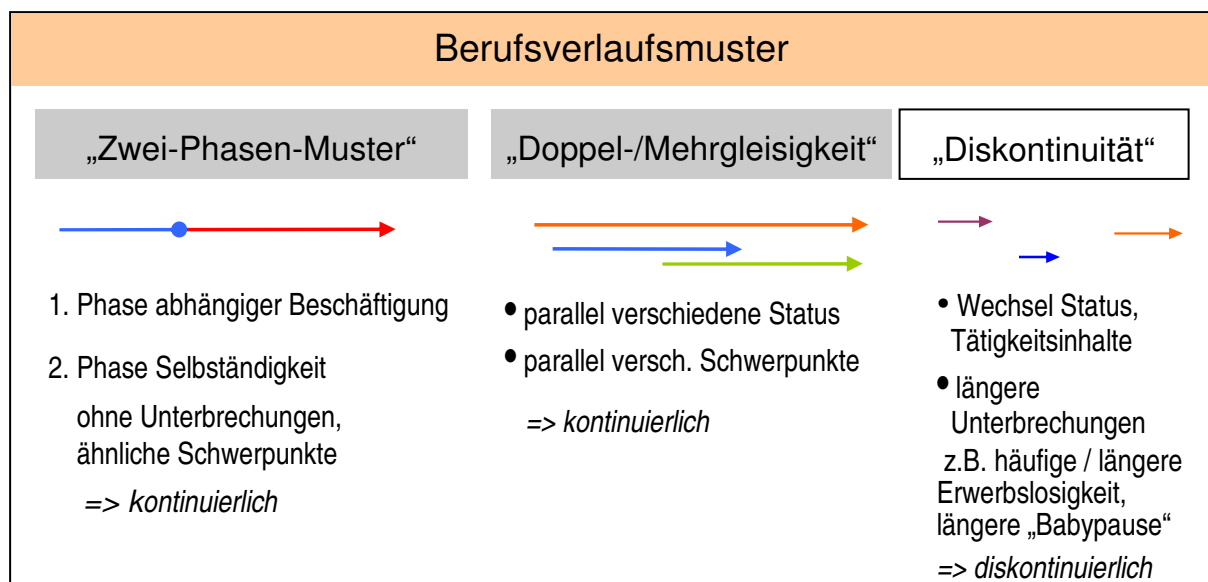 Berufsverlaufsmuster
„Zwei-Phasen-Muster“
1. Phase abhängiger Beschäftigung
2. Phase Selbständigkeit
ohne Unterbrechungen,
ähnliche Schwerpunkte
=> kontinuierlich
„Doppel-/Mehrgleisigkeit“
• parallel verschiedene Status
• parallel versch. Schwerpunkte
=> kontinuierlich
„Diskontinuität“
• Wechsel Status,
Tätigkeitsinhalte
• längere
Unterbrechungen
z.B. häufige / längere
Erwerbslosigkeit,
längere „Babypause“
=> diskontinuierlich